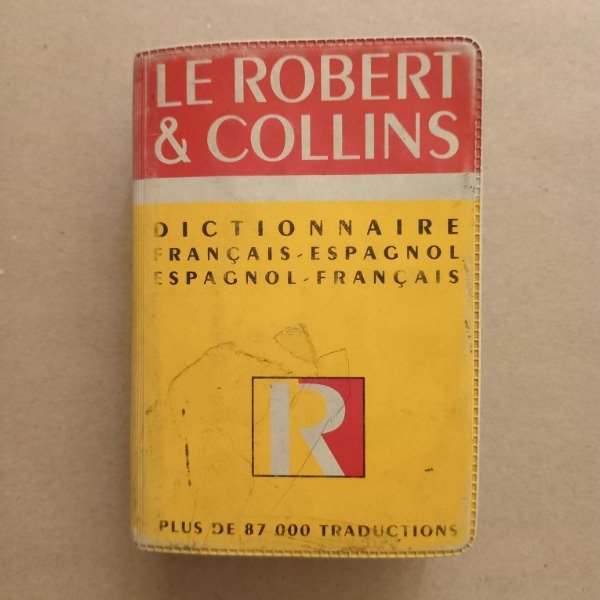 LE ROBERT
& COLLINS
DICTIONNAIRE
FRANÇAIS-ESPAGNOL
ESPAGNOL-FRANÇAIS
R
PLUS DE 87 000 TRADUCTIONS